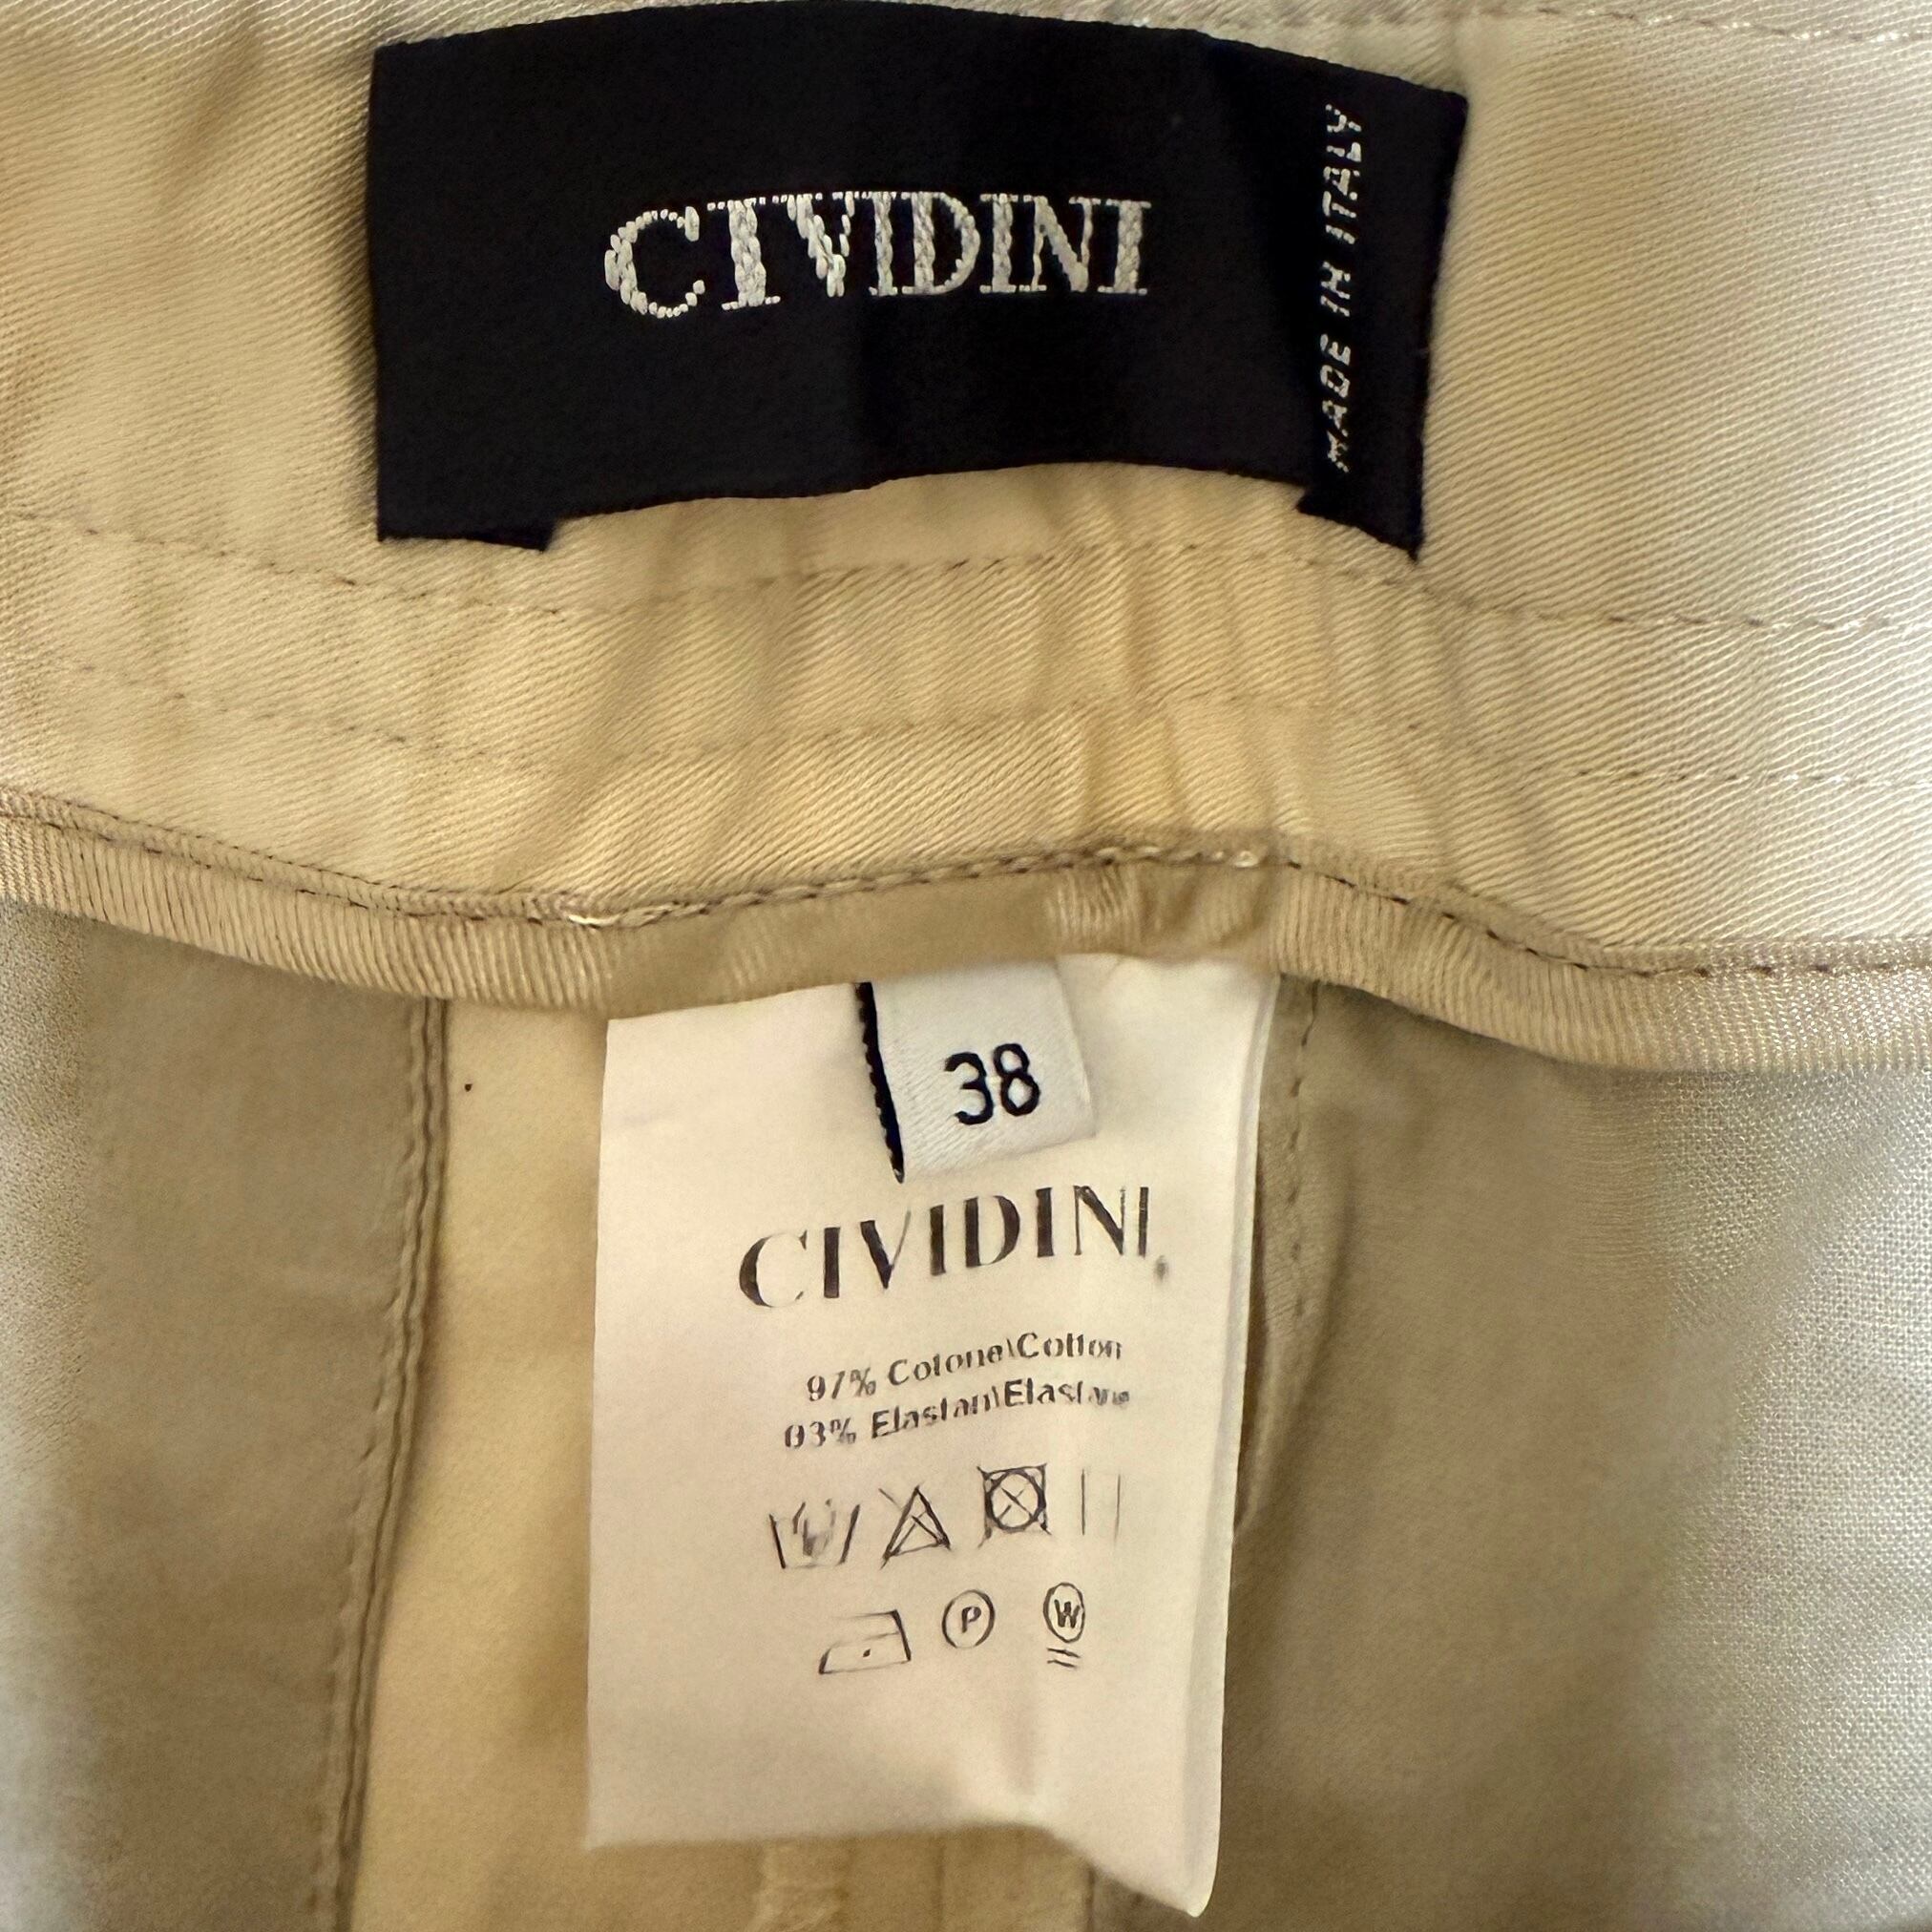 CIVIDINI
MADE IN ITALY
38
CIVIDINI
97% Cotone\Cotton
03% Elastan\Elastane
P
W